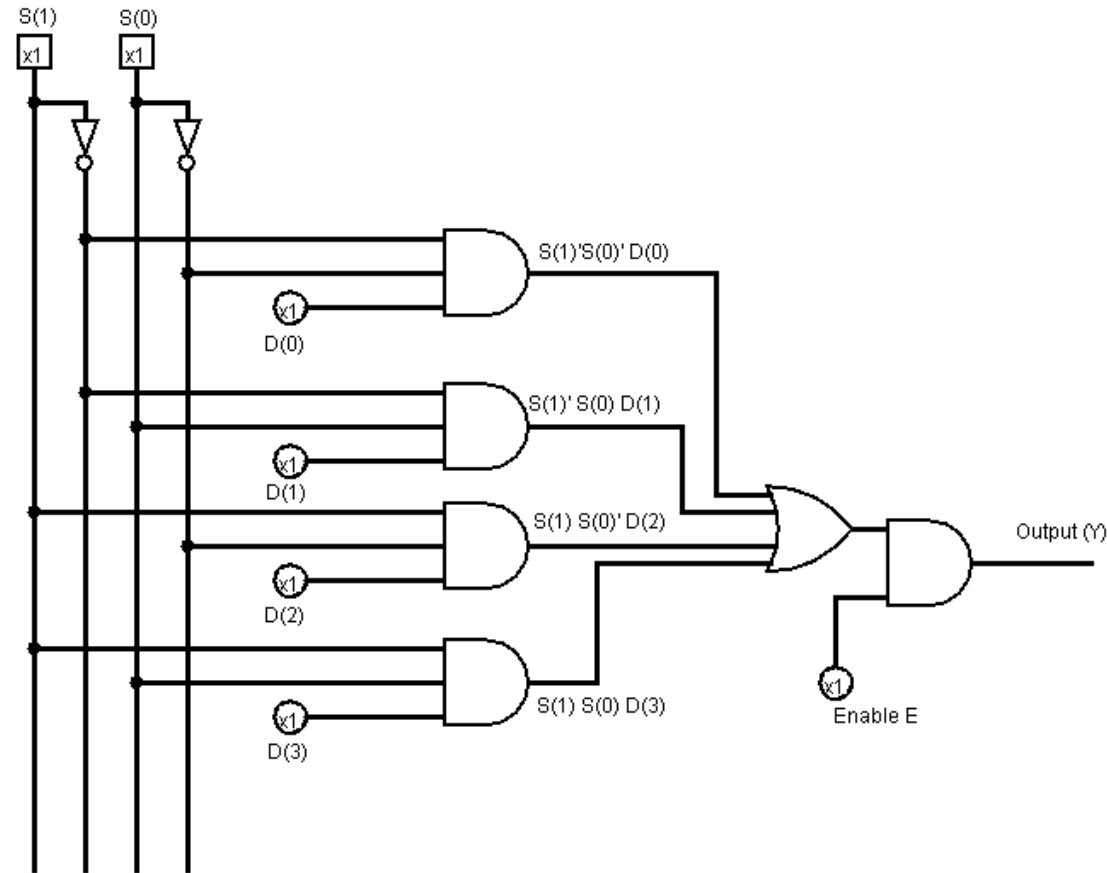 S(1) S(0)
x1 x1
S(1)'S(0)' D(0)
x1
D(0)
S(1)' S(0) D(1)
x1
D(1)
S(1) S(0)' D(2)
Output (Y)
x1
D(2)
x1
S(1) S(0) D(3)
Enable E
x1
D(3)